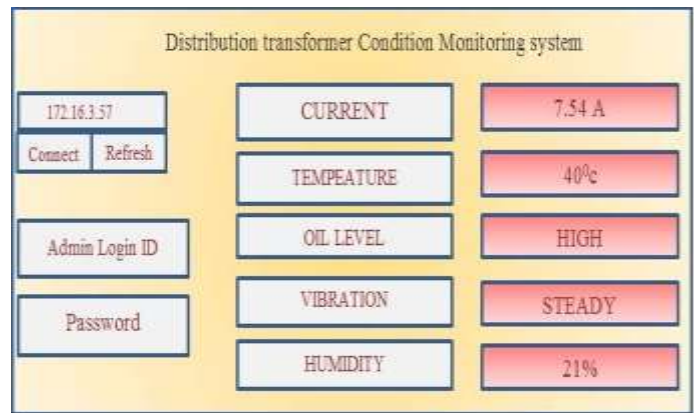 Distribution transformer Condition Monitoring system
172.16.3.57
Connect
Refresh
Admin Login ID
Password
CURRENT
7.54 A
TEMPEATURE
40⁰c
OIL LEVEL
HIGH
VIBRATION
STEADY
HUMIDITY
21%